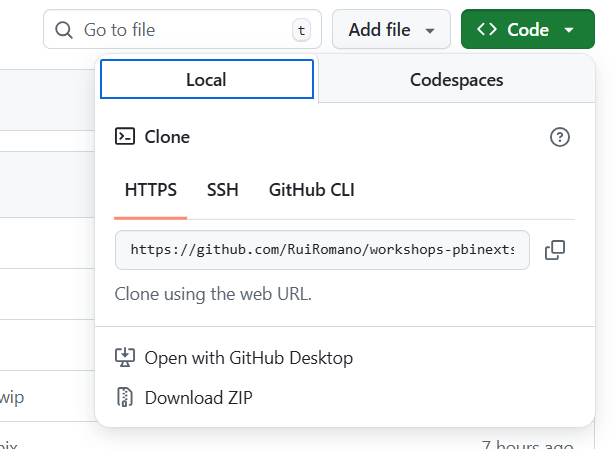 Go to file t Add file Code
Local Codespaces
Clone
HTTPS SSH GitHub CLI
https://github.com/RuiRomano/workshops-pbinexts
Clone using the web URL.
Open with GitHub Desktop
Download ZIP
wip
7 hours ago